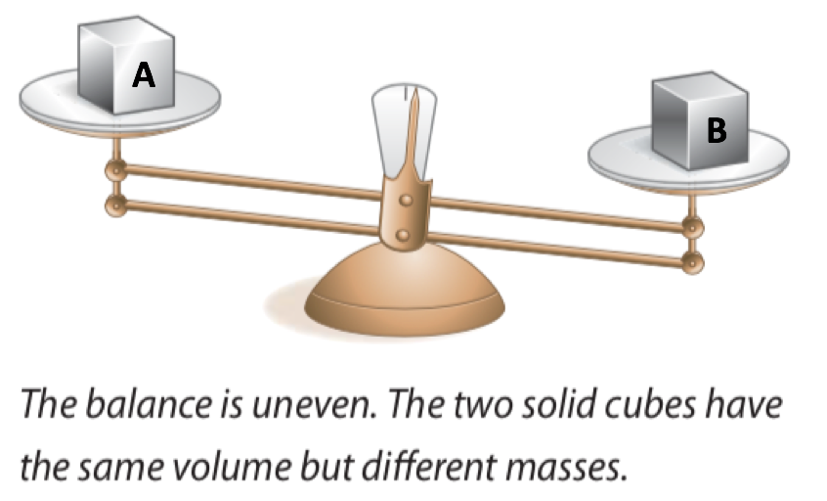 A
B
The balance is uneven. The two solid cubes have
the same volume but different masses.